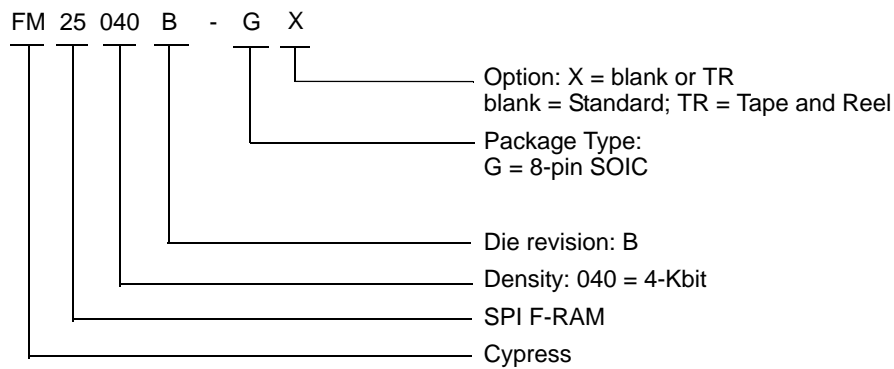 FM 25 040 B - G X
Option: X = blank or TR
blank = Standard; TR = Tape and Reel
Package Type:
G = 8-pin SOIC
Die revision: B
Density: 040 = 4-Kbit
SPI F-RAM
Cypress